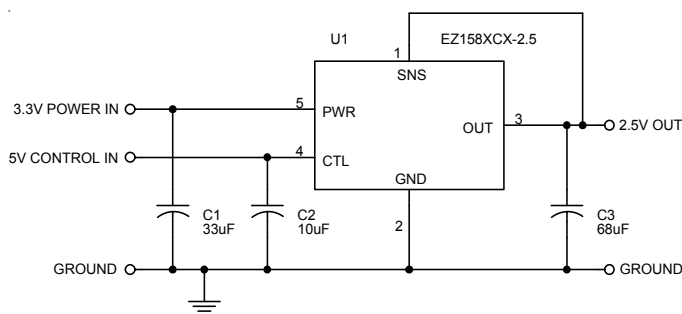 U1
EZ158XCX-2.5
1
SNS
3.3V POWER IN
5
PWR
3
2.5V OUT
OUT
5V CONTROL IN
4
CTL
GND
C1
33uF
C2
10uF
2
C3
68uF
GROUND
GROUND